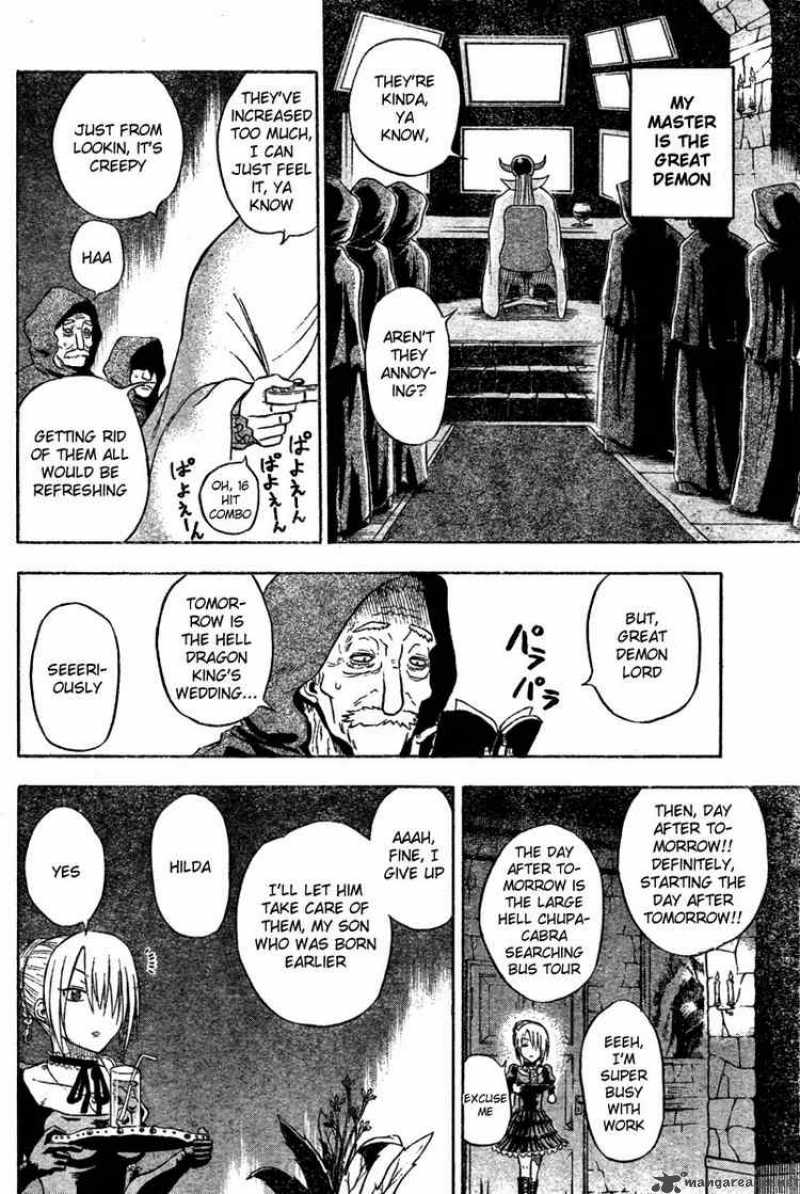 MY
MASTER
IS THE
GREAT
DEMON
THEY'RE
KINDA,
YA
KNOW,
AREN'T
THEY
ANNOY-
ING?
THEY'VE
INCREASED
TOO MUCH,
I CAN
JUST FEEL
IT, YA
KNOW
JUST FROM
LOOKIN, IT'S
CREEPY
HAA
GETTING RID
OF THEM ALL
WOULD BE
REFRESHING
OH, 16
HIT
COMBO
ぱよえーん
ぱよえーん
ぱよえーん
BUT,
GREAT
DEMON
LORD
パラ
パラ
TOMOR-
ROW IS
THE HELL
DRAGON
KING'S
WEDDING...
SEEERI-
OUSLY
THEN, DAY
AFTER TO-
MORROW!!
DEFINITELY,
STARTING THE
DAY AFTER
TOMORROW!!
THE DAY
AFTER TO-
MORROW IS
THE LARGE
HELL CHUPA-
CABRA
SEARCHING
BUS TOUR
EEEH,
I'M
SUPER
BUSY
WITH
WORK
EXCUSE
ME
AAAH,
FINE, I
GIVE UP
I'LL LET HIM
TAKE CARE OF
THEM, MY SON
WHO WAS BORN
EARLIER
HILDA
YES